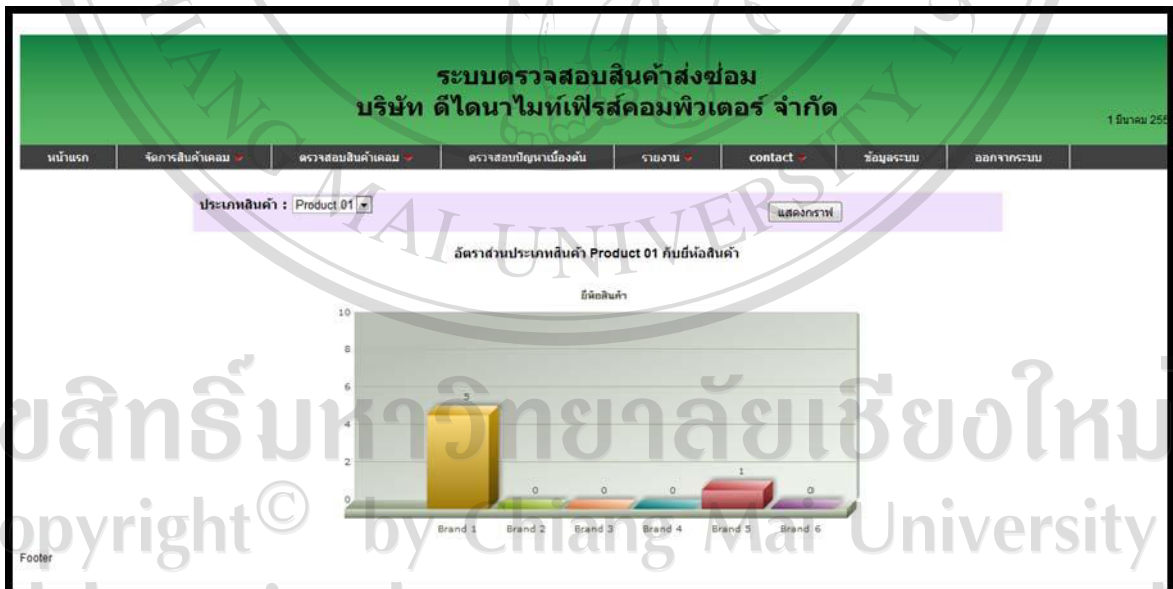 ระบบตรวจสอบสินค้าส่งซ่อม
บริษัท ดีไดนาไมท์เฟิรส์คอมพิวเตอร์ จำกัด
1 มีนาคม 255
หน้าแรก จัดการสินค้าเคลม ตรวจสอบสินค้าเคลม ตรวจสอบปัญหาเบื้องต้น รายงาน contact ข้อมูลระบบ ออกจากระบบ
ประเภทสินค้า : Product 01 แสดงกราฟ
อัตราส่วนประเภทสินค้า Product 01 กับยี่ห้อสินค้า
ยี่ห้อสินค้า
10
8
6
4
2
0
5 0 0 0 1 0
Brand 1 Brand 2 Brand 3 Brand 4 Brand 5 Brand 6
Footer
CHIANG MAI UNIVERSITY 19
ขสิทธิ์มหาวิทยาลัยเชียงใหม่
opyright© by Chiang Mai University